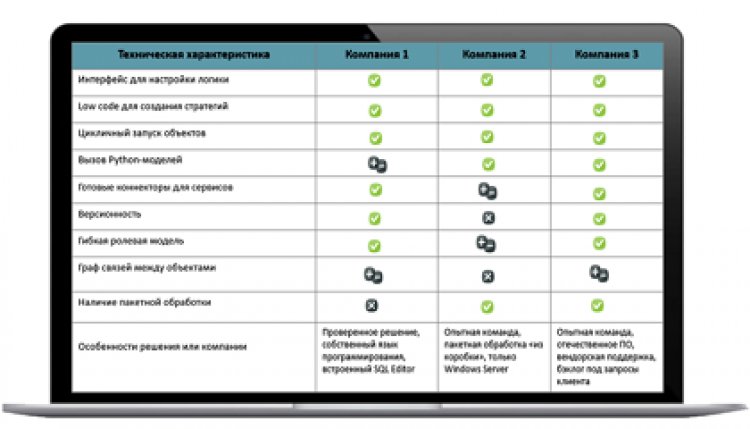 Техническая характеристика Компания 1 Компания 2 Компания 3
Интерфейс для настройки логики
Low code для создания стратегий
Цикличный запуск объектов
Вызов Python-моделей
Готовые коннекторы для сервисов
Версионность
Гибкая ролевая модель
Граф связей между объектами
Наличие пакетной обработки
Особенности решения или компании
Проверенное решение,
собственный язык
программирования,
встроенный SQL Editor
Опытная команда,
пакетная обработка «из
коробки», только
Windows Server
Опытная команда,
отечественное ПО,
вендорская поддержка,
бэклог под запросы
клиента